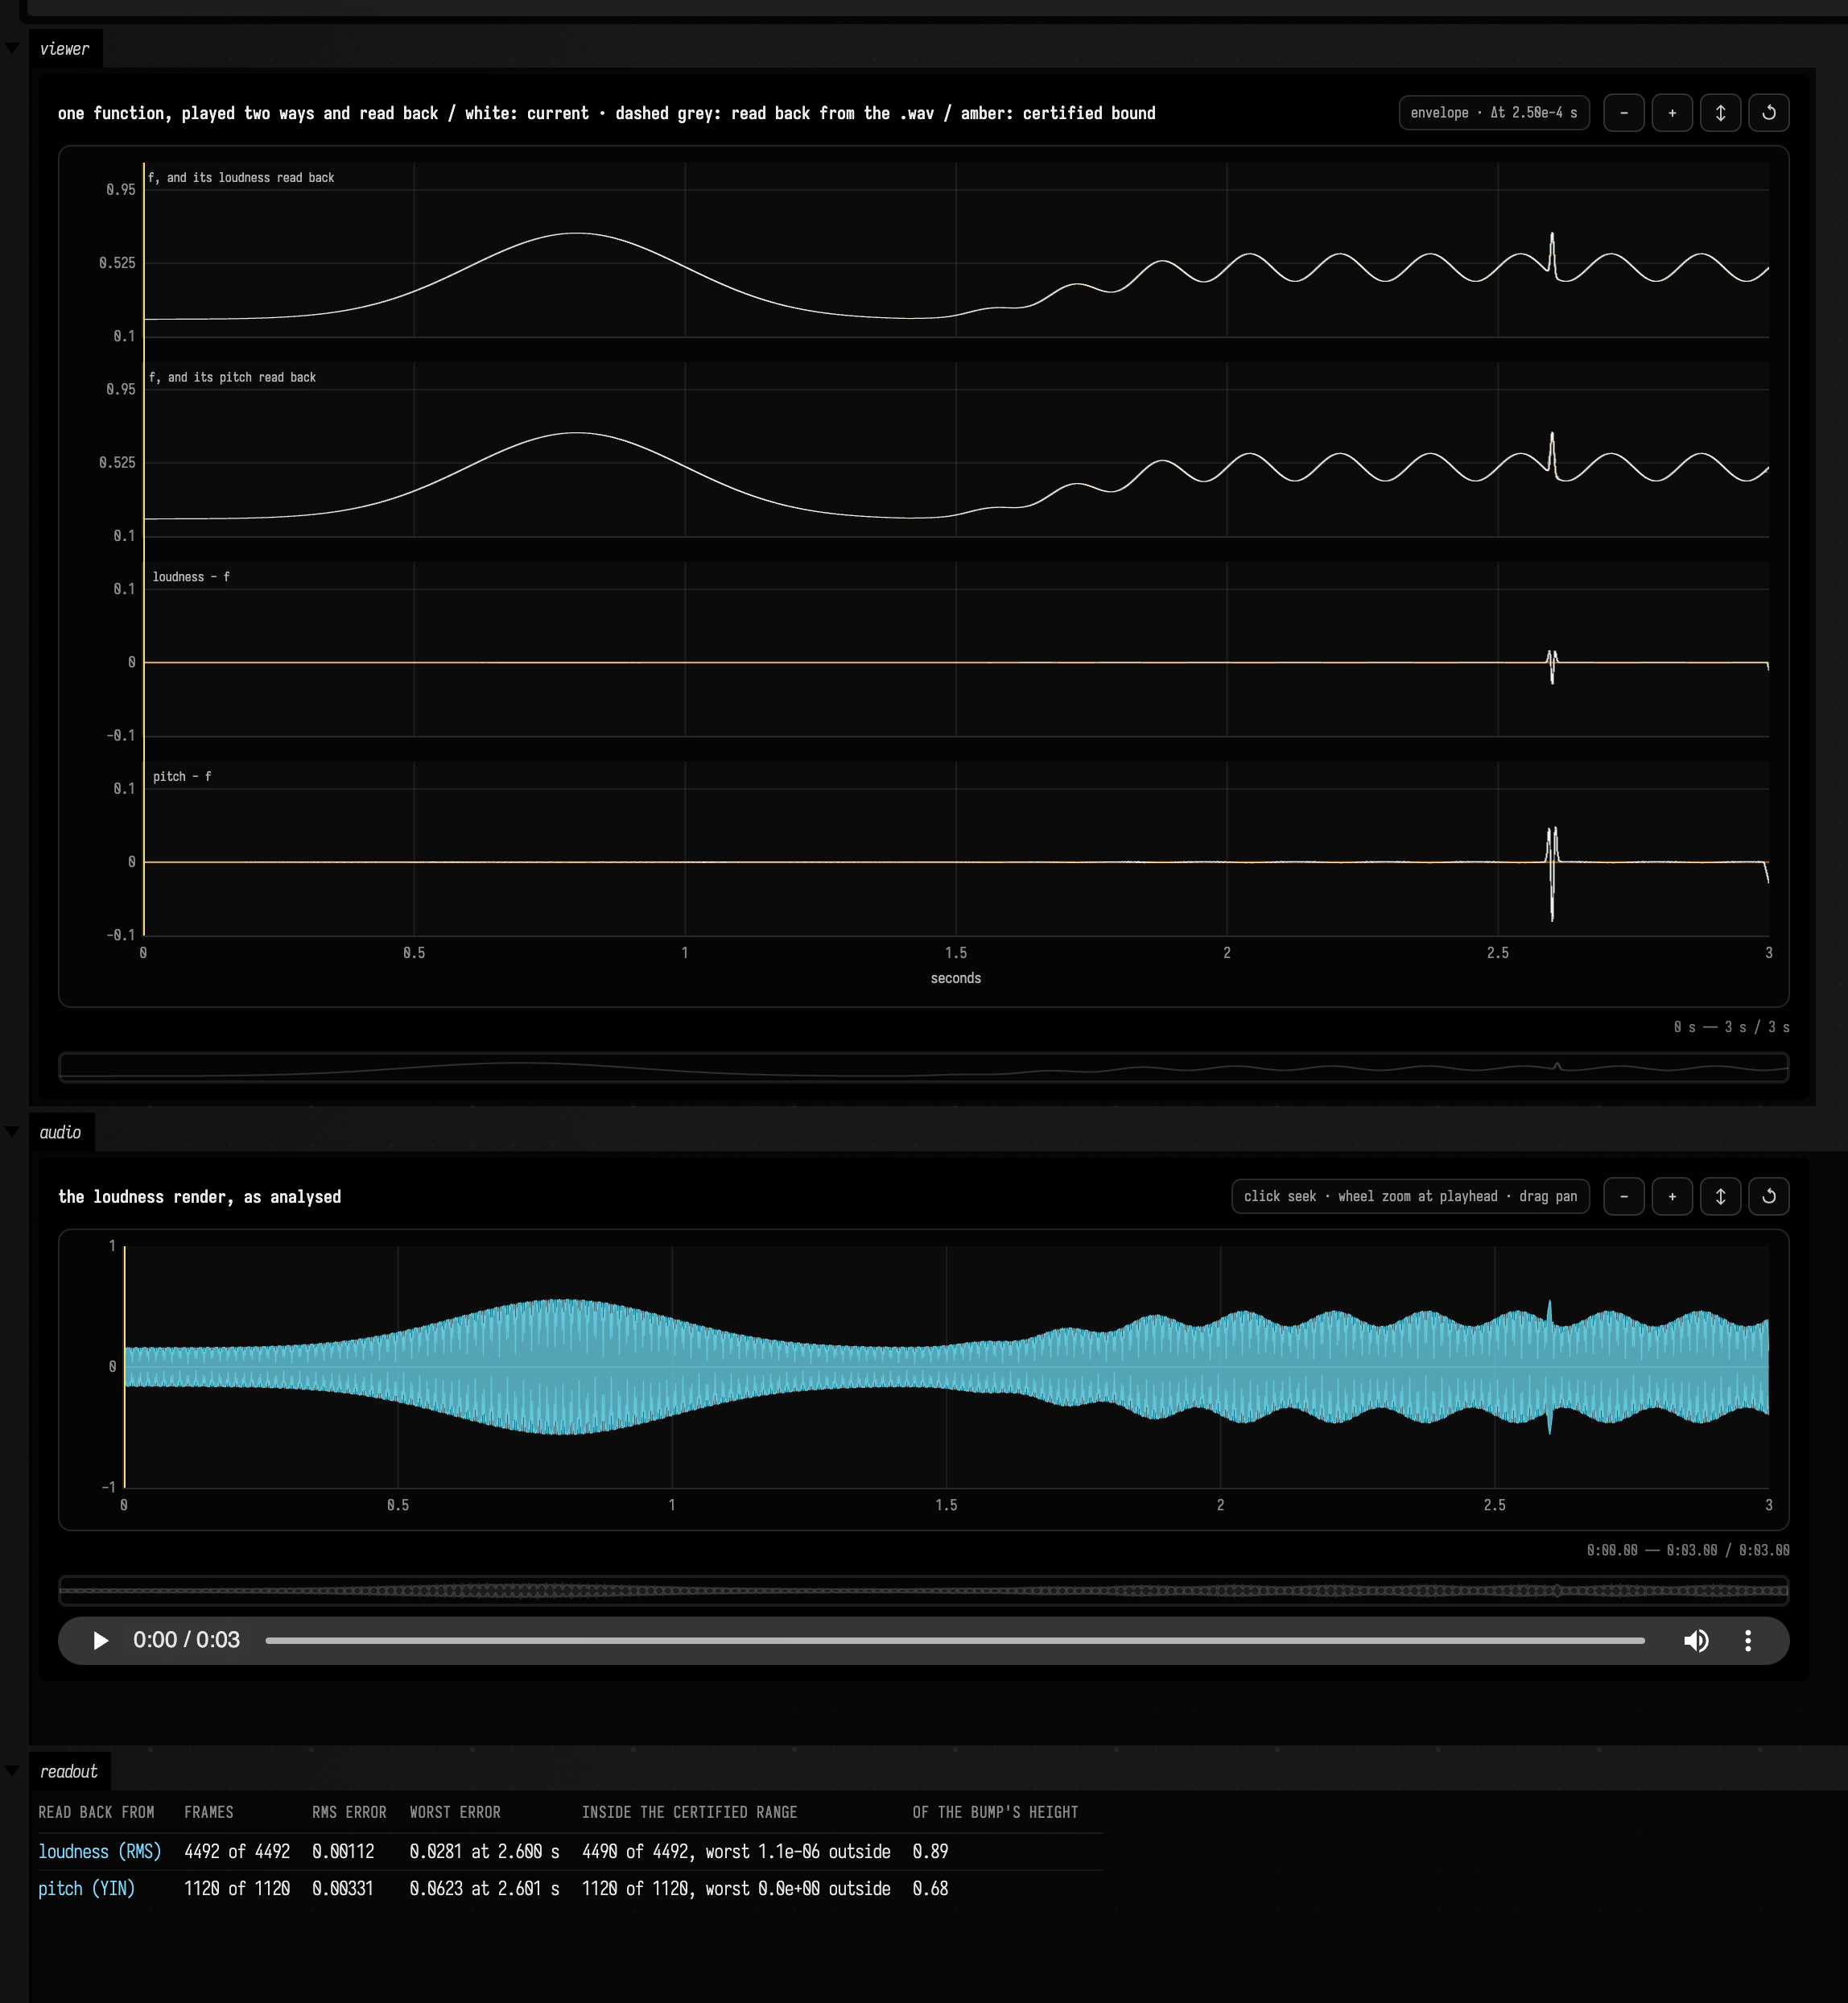 viewer
one function, played two ways and read back / white: current · dashed grey: read back from the .wav / amber: certified bound
envelope · Δt 2.50e-4 s
−
+
f, and its loudness read back
0.95
0.525
0.1
f, and its pitch read back
0.95
0.525
0.1
loudness − f
0.1
0
−0.1
pitch − f
0.1
0
−0.1
0 0.5 1 1.5 2 2.5 3
seconds
0 s — 3 s / 3 s
audio
the loudness render, as analysed
click seek · wheel zoom at playhead · drag pan
−
+
1
0
−1
0 0.5 1 1.5 2 2.5 3
0:00.00 — 0:03.00 / 0:03.00
0:00 / 0:03
readout
READ BACK FROM FRAMES RMS ERROR WORST ERROR INSIDE THE CERTIFIED RANGE OF THE BUMP'S HEIGHT
loudness (RMS) 4492 of 4492 0.00112 0.0281 at 2.600 s 4490 of 4492, worst 1.1e-06 outside 0.89
pitch (YIN) 1120 of 1120 0.00331 0.0623 at 2.601 s 1120 of 1120, worst 0.0e+00 outside 0.68